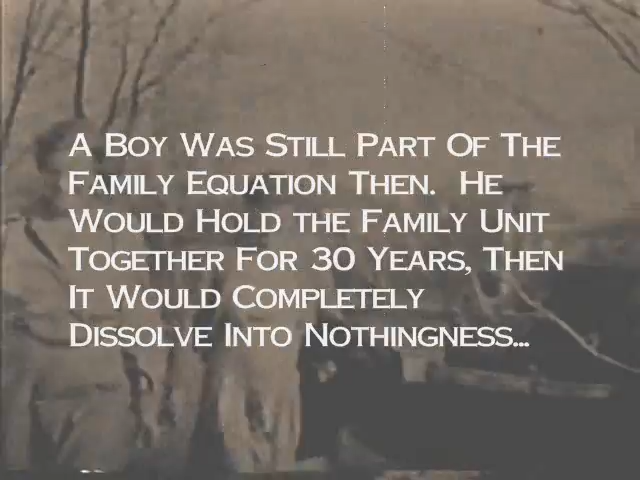 A Boy Was Still Part Of The
Family Equation Then.  He
Would Hold the Family Unit
Together For 30 Years, Then
It Would Completely
Dissolve Into Nothingness...